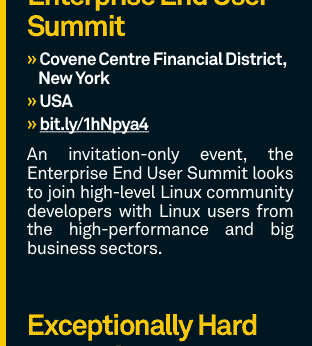 Enterprise End User
Summit
» Covene Centre Financial District,
New York
» USA
» bit.ly/1hNpya4
An invitation-only event, the
Enterprise End User Summit looks
to join high-level Linux community
developers with Linux users from
the high-performance and big
business sectors.
Exceptionally Hard